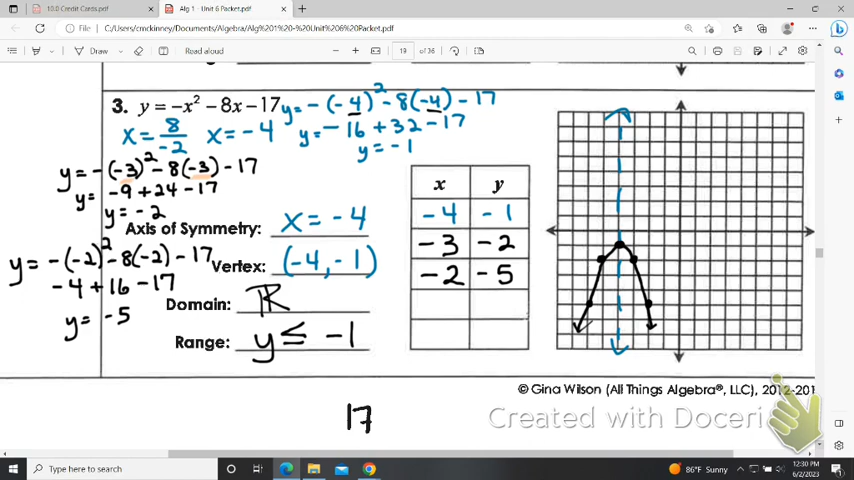 10.0 Credit Cards.pdf
Alg 1 - Unit 6 Packet.pdf
File
C:/Users/cmckinney/Documents/Algebra/Alg%201%20-%20Unit%206%20Packet.pdf
Draw
Read aloud
19 of 36
3. y = −x² − 8x − 17
y = -(-4)² - 8(-4) - 17
x = 8/-2 x = -4
y = -16 + 32 - 17
y = -1
y = -(-3)² - 8(-3) - 17
y = -9 + 24 - 17
y = -2
Axis of Symmetry: x = -4
y = -(-2)² - 8(-2) - 17
Vertex: (-4, -1)
-4 + 16 - 17
Domain: ℝ
y = -5
Range: y ≤ -1
x y
-4 -1
-3 -2
-2 -5
© Gina Wilson (All Things Algebra®, LLC), 2012-201
17
Created with Doceri
Type here to search
86°F Sunny
12:30 PM
6/2/2023